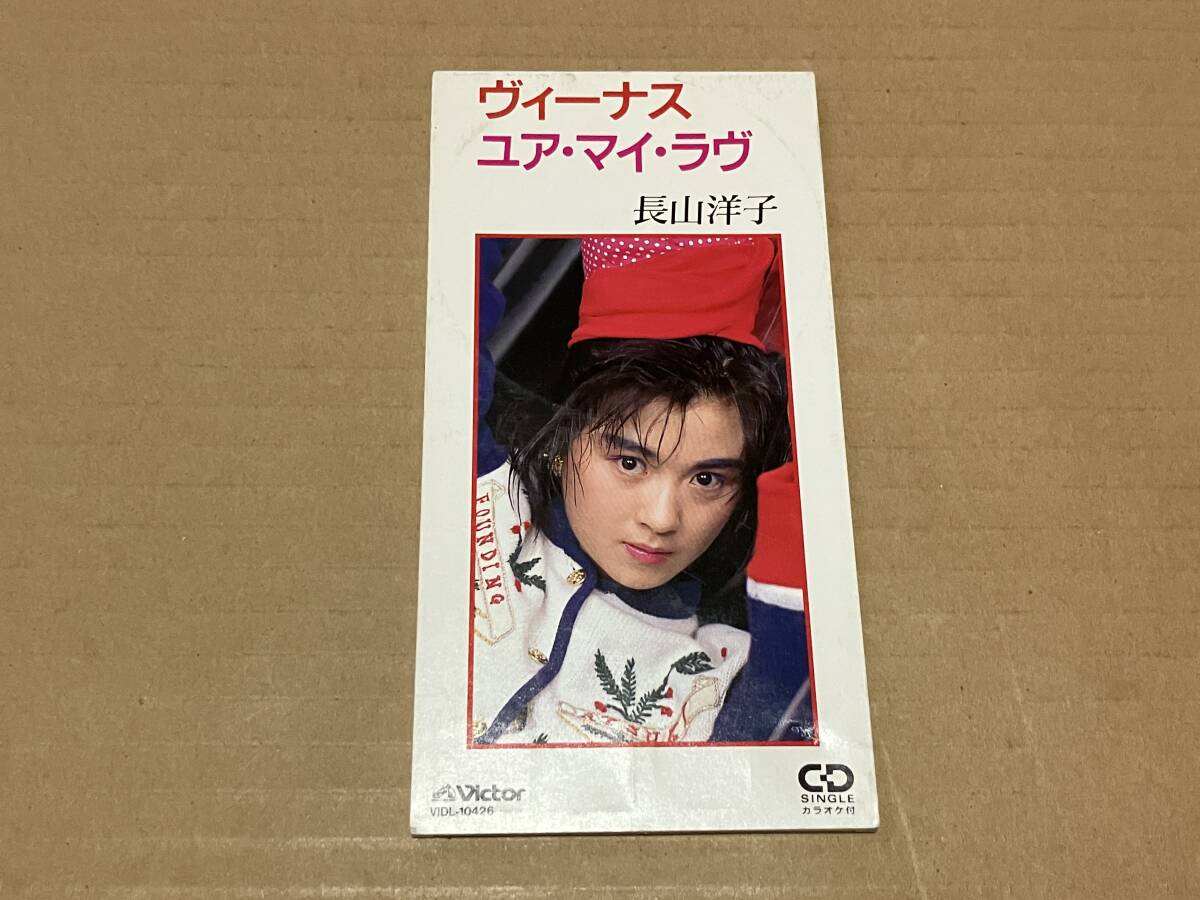 ヴィーナス
ユア・マイ・ラヴ
長山洋子
FOUNDING
Victor
VIDL-10426
CD
SINGLE
カラオケ付